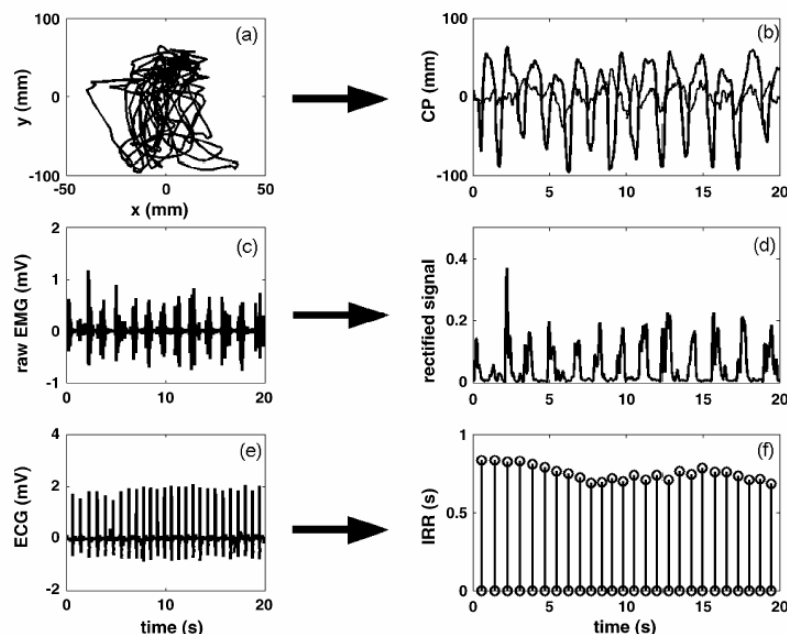 (a)
100
0
-100
y (mm)
-50
0
50
x (mm)
(b)
100
0
-100
CP (mm)
0
5
10
15
20
(c)
2
1
0
-1
raw EMG (mV)
0
10
20
(d)
0.4
0.2
0
rectified signal
0
5
10
15
20
(e)
4
2
0
-2
ECG (mV)
0
10
20
time (s)
(f)
1
0.5
0
IRR (s)
0
5
10
15
20
time (s)